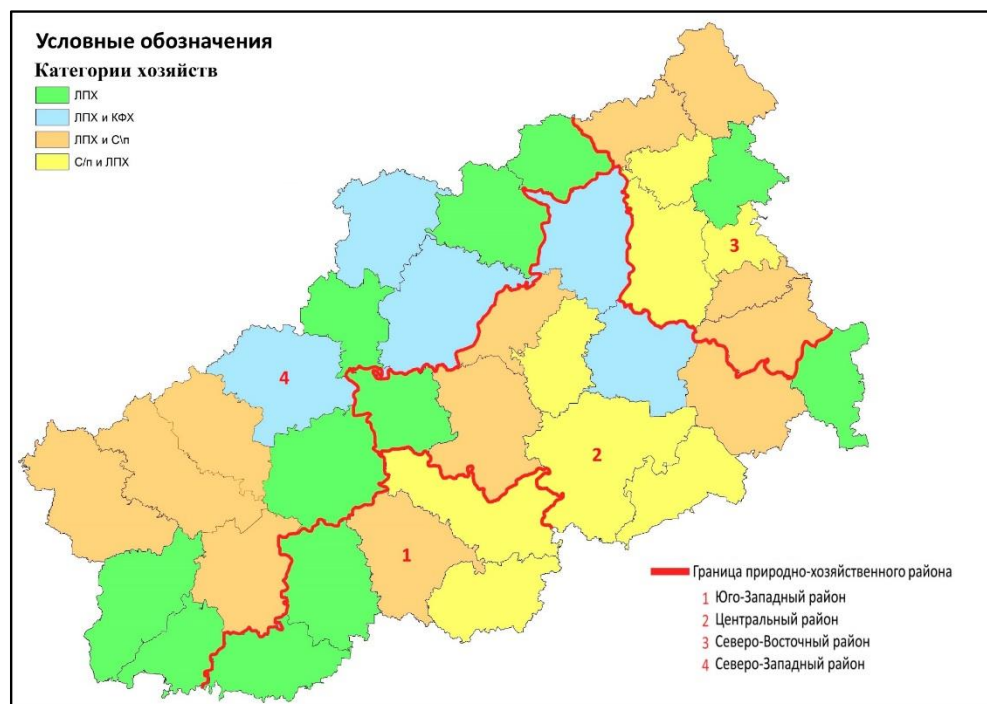 Условные обозначения
Категории хозяйств
ЛПХ
ЛПХ и КФХ
ЛПХ и С\п
С/п и ЛПХ
3
4
2
1
Граница природно-хозяйственного района
1 Юго-Западный район
2 Центральный район
3 Северо-Восточный район
4 Северо-Западный район